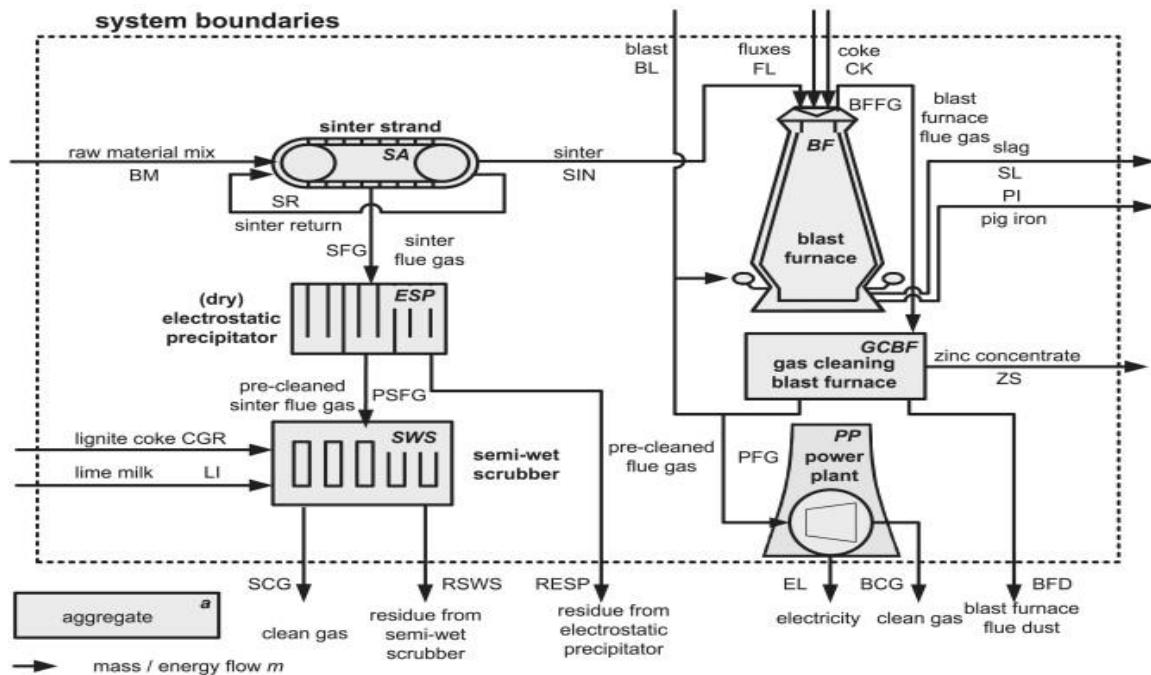 system boundaries
blast
BL
fluxes
FL
coke
CK
BFFG
blast
furnace
flue gas
sinter strand
SA
raw material mix
BM
sinter
SIN
BF
slag
SL
PI
pig iron
SR
sinter return
SFG
sinter
flue gas
blast
furnace
(dry)
electrostatic
precipitator
ESP
GCBF
gas cleaning
blast furnace
zinc concentrate
ZS
pre-cleaned
sinter flue gas
PSFG
lignite coke CGR
lime milk LI
SWS
semi-wet
scrubber
pre-cleaned
flue gas
PFG
PP
power
plant
SCG
clean gas
RSWS
residue from
semi-wet
scrubber
RESP
residue from
electrostatic
precipitator
EL
electricity
BCG
clean gas
BFD
blast furnace
flue dust
a
aggregate
mass / energy flow m